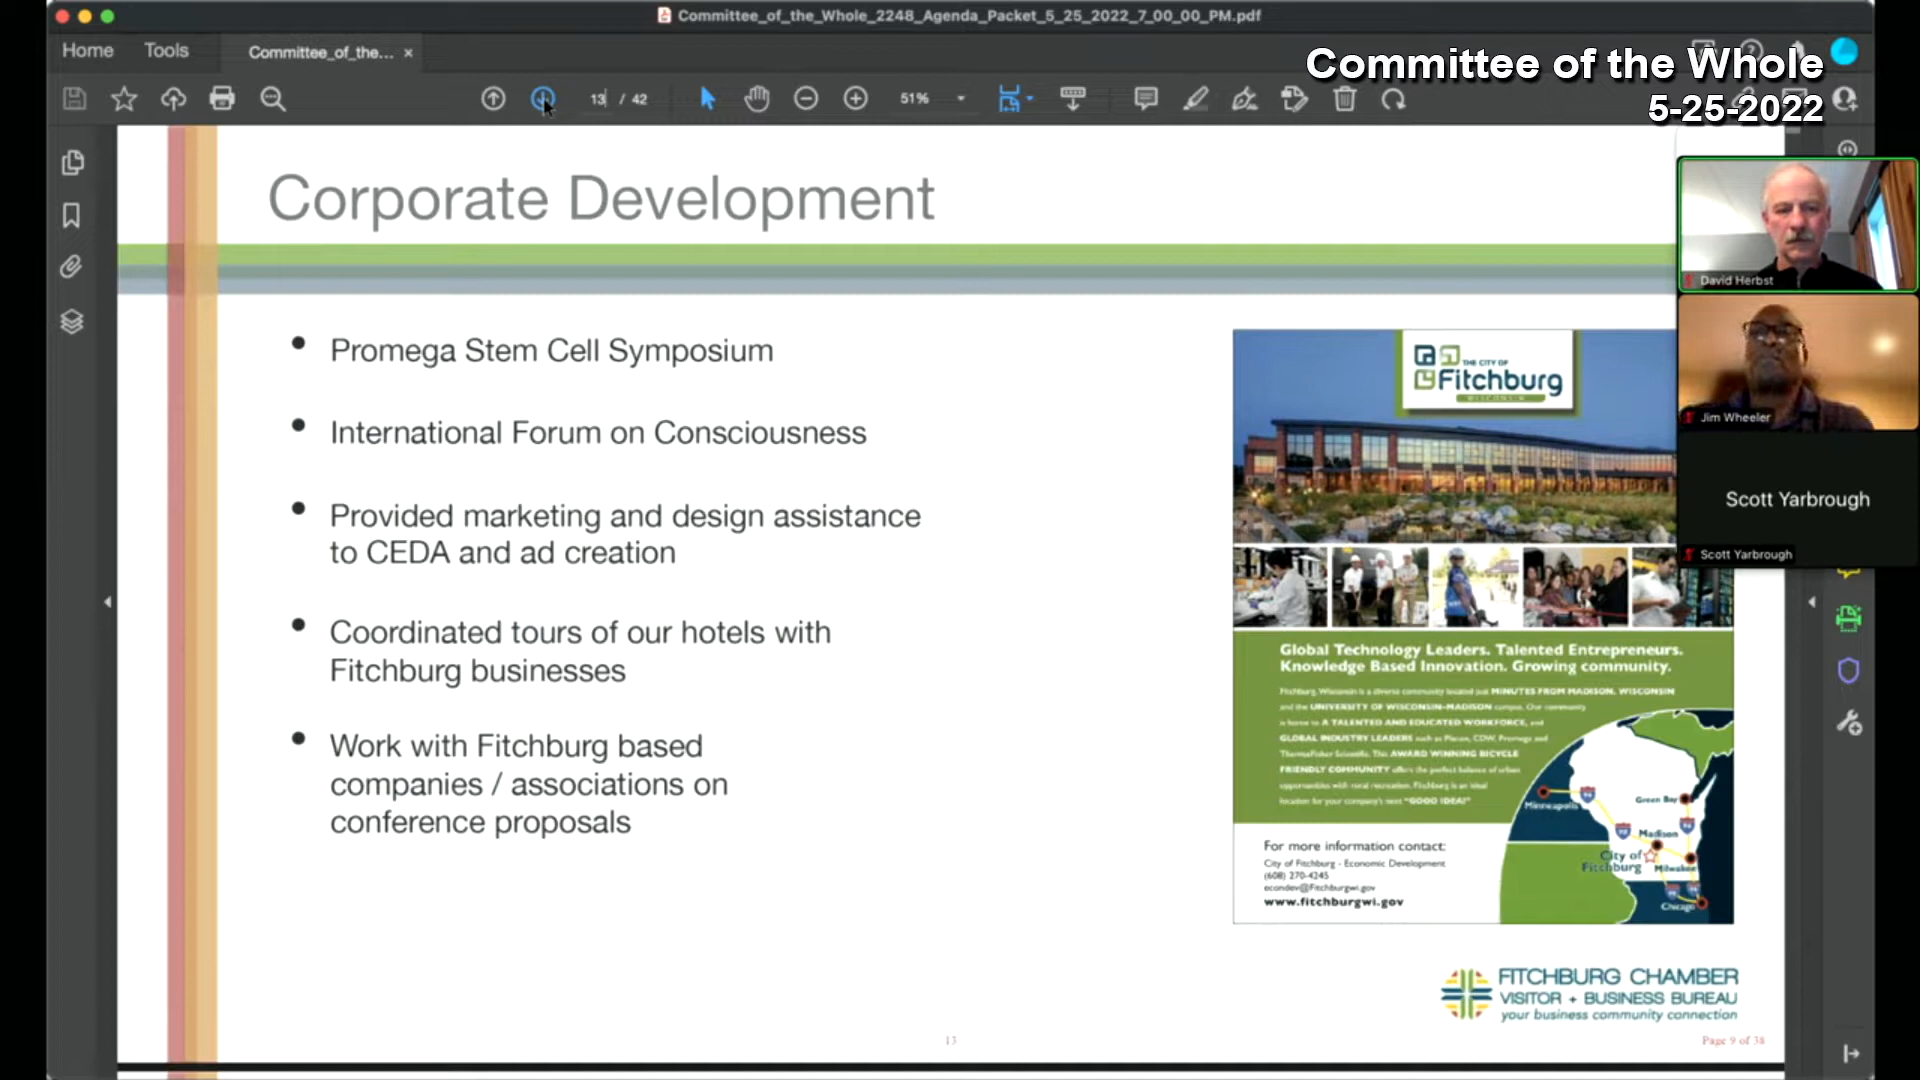 Committee_of_the_Whole_2248_Agenda_Packet_5_25_2022_7_00_00_PM.pdf
Home
Tools
Committee_of_the... ×
Committee of the Whole
5-25-2022
13 / 42
51%
Corporate Development
• Promega Stem Cell Symposium
• International Forum on Consciousness
• Provided marketing and design assistance
to CEDA and ad creation
• Coordinated tours of our hotels with
Fitchburg businesses
• Work with Fitchburg based
companies / associations on
conference proposals
THE CITY OF
Fitchburg
WISCONSIN
Global Technology Leaders. Talented Entrepreneurs.
Knowledge Based Innovation. Growing community.
Fitchburg, Wisconsin is a diverse community located just MINUTES FROM MADISON, WISCONSIN
and the UNIVERSITY OF WISCONSIN-MADISON campus. Our community
is home to A TALENTED AND EDUCATED WORKFORCE, and
GLOBAL INDUSTRY LEADERS such as Placon, CDW, Promega and
ThermoFisher Scientific. This AWARD WINNING BICYCLE
FRIENDLY COMMUNITY offers the perfect balance of urban
opportunities with rural recreation. Fitchburg is an ideal
location for your company's next "GOOD IDEA!"
Minneapolis
Green Bay
Madison
City of
Fitchburg
Milwaukee
Chicago
For more information contact:
City of Fitchburg - Economic Development
(608) 270-4245
econdev@Fitchburgwi.gov
www.fitchburgwi.gov
David Herbst
Jim Wheeler
Scott Yarbrough
Scott Yarbrough
FITCHBURG CHAMBER
VISITOR + BUSINESS BUREAU
your business community connection
13
Page 9 of 38